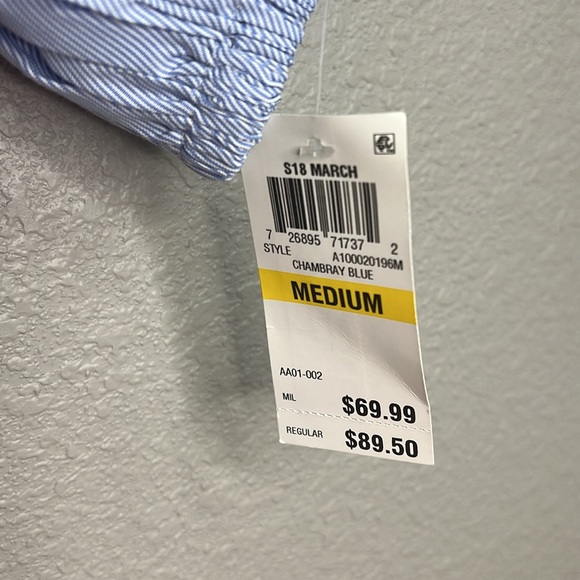 S18 MARCH
7 26895 71737 2
STYLE A100020196M
CHAMBRAY BLUE
MEDIUM
AA01-002
MIL $69.99
REGULAR $89.50